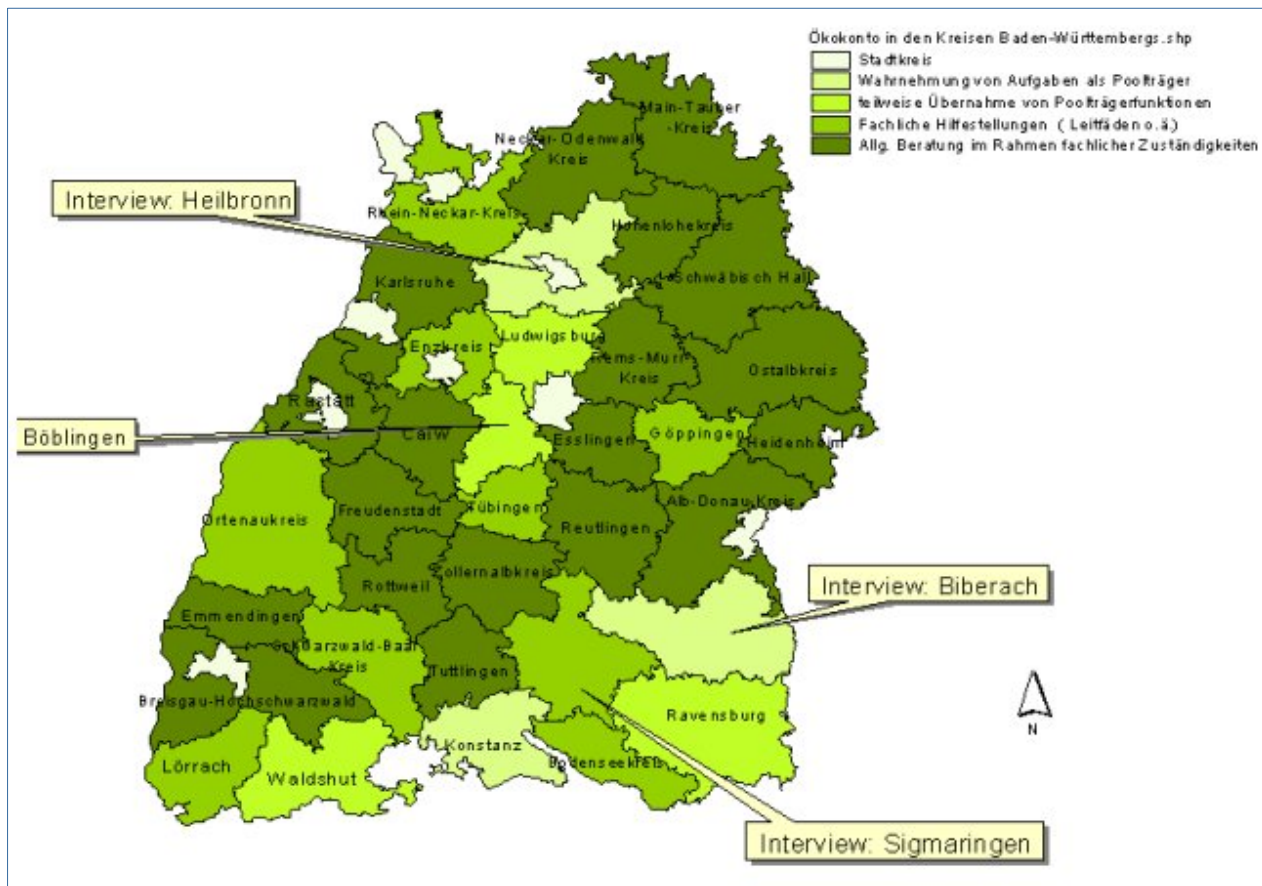 Ökokonto in den Kreisen Baden-Württembergs.shp
Stadtkreis
Wahrnehmung von Aufgaben als Poolträger
teilweise Übernahme von Poolträgerfunktionen
Fachliche Hilfestellungen ( Leitfäden o.ä.)
Allg. Beratung im Rahmen fachlicher Zuständigkeiten
Main-Tauber
-Kreis
Neckar-Odenwald
Kreis
Interview: Heilbronn
Rhein-Neckar-Kreis
Hohenlohekreis
Karlsruhe
Schwäbisch Hall
Enzkreis
Ludwigsburg
Rems-Murr
Kreis
Ostalbkreis
Rastatt
Böblingen
Calw
Esslingen
Göppingen
Heidenheim
Ortenaukreis
Freudenstadt
Tübingen
Reutlingen
Alb-Donau-Kreis
Rottweil
Zollernalbkreis
Interview: Biberach
Emmendingen
Schwarzwald-Baar
Kreis
Tuttlingen
Breisgau-Hochschwarzwald
Ravensburg
Konstanz
Bodenseekreis
Lörrach
Waldshut
N
Interview: Sigmaringen